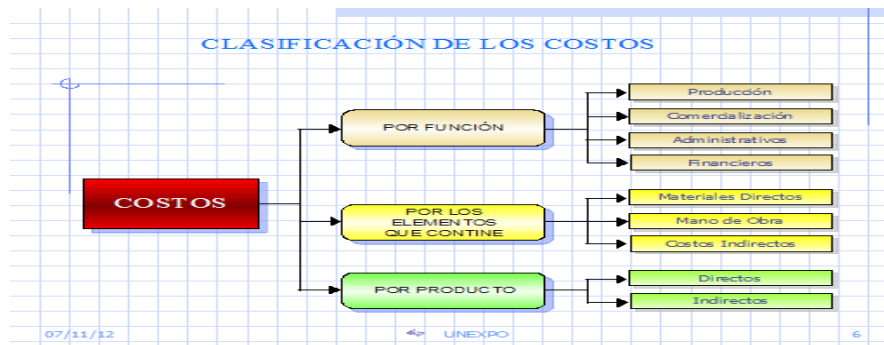 CLASIFICACIÓN DE LOS COSTOS
COSTOS
POR FUNCIÓN
Producción
Comercialización
Administrativos
Financieros
POR LOS
ELEMENTOS
QUE CONTINE
Materiales Directos
Mano de Obra
Costos Indirectos
POR PRODUCTO
Directos
Indirectos
07/11/12
UNEXPO
6